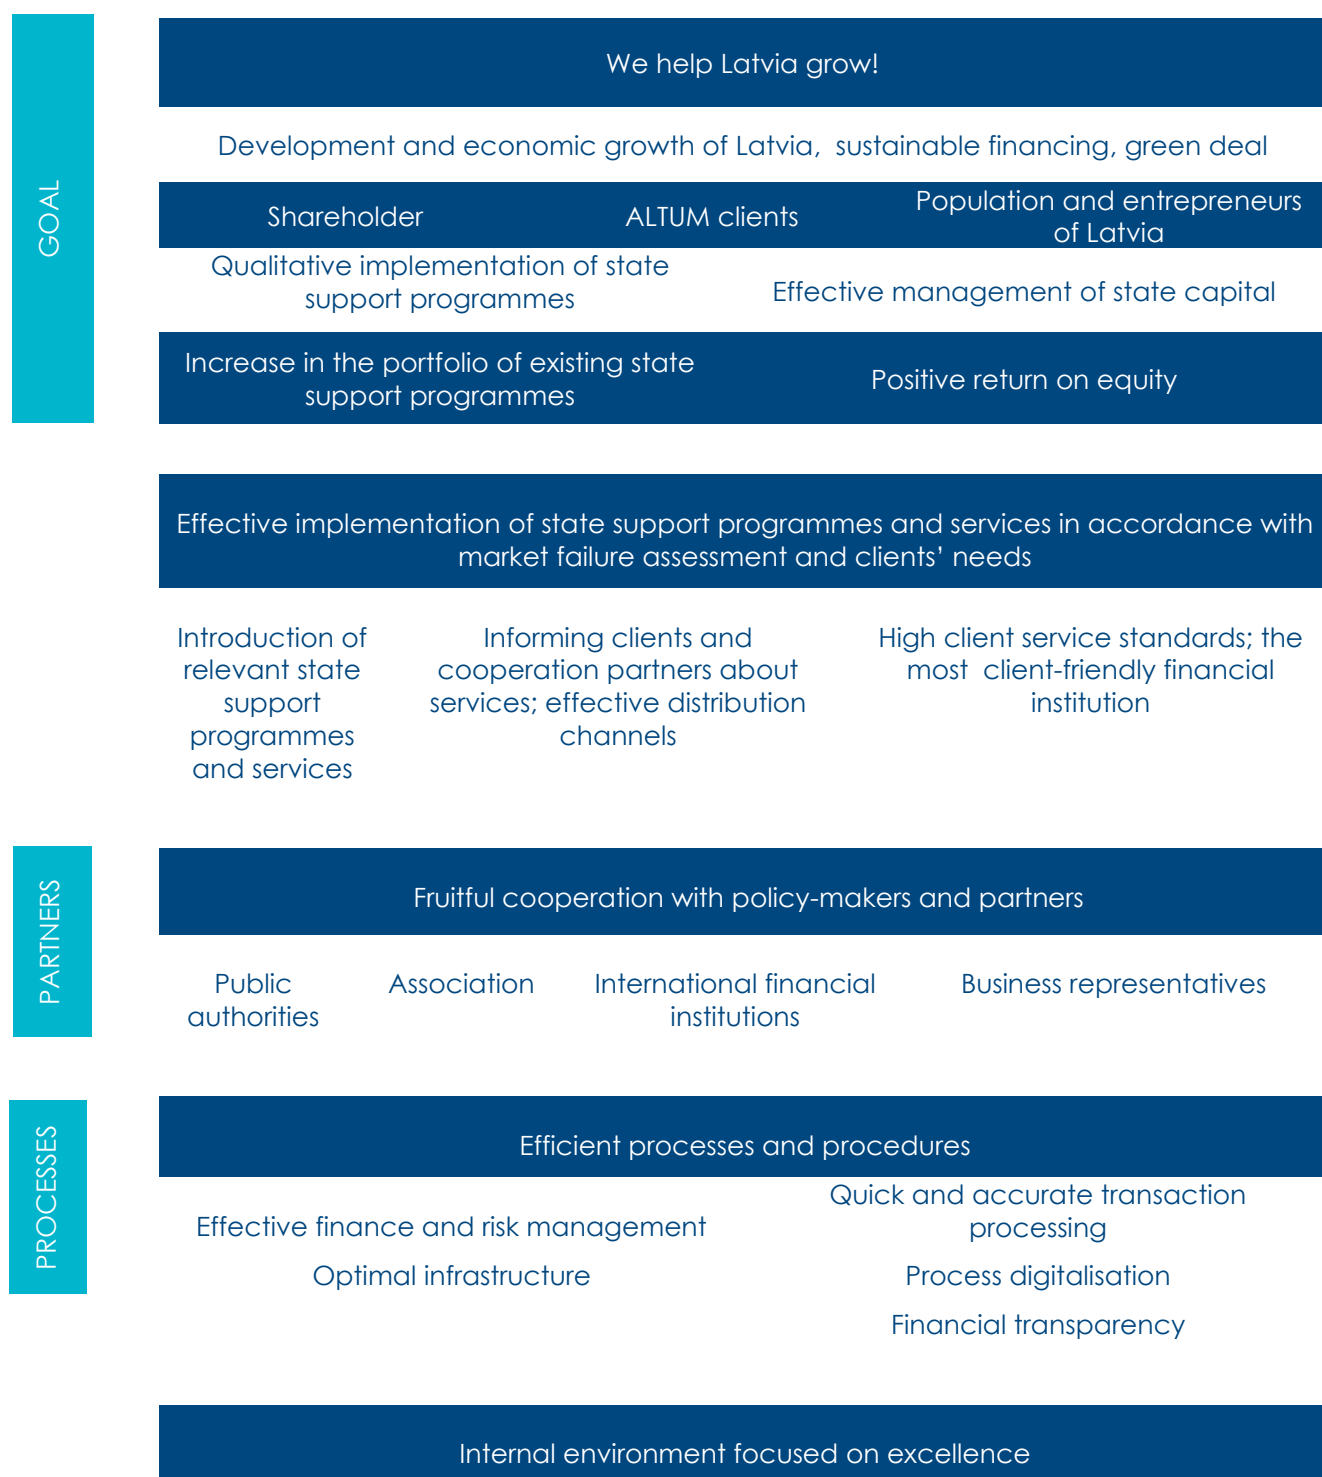 GOAL
We help Latvia grow!
Development and economic growth of Latvia, sustainable financing, green deal
Shareholder
ALTUM clients
Population and entrepreneurs
of Latvia
Qualitative implementation of state
support programmes
Effective management of state capital
Increase in the portfolio of existing state
support programmes
Positive return on equity
Effective implementation of state support programmes and services in accordance with
market failure assessment and clients’ needs
Introduction of
relevant state
support
programmes
and services
Informing clients and
cooperation partners about
services; effective distribution
channels
High client service standards; the
most client-friendly financial
institution
PARTNERS
Fruitful cooperation with policy-makers and partners
Public
authorities
Association
International financial
institutions
Business representatives
PROCESSES
Efficient processes and procedures
Effective finance and risk management
Optimal infrastructure
Quick and accurate transaction
processing
Process digitalisation
Financial transparency
Internal environment focused on excellence